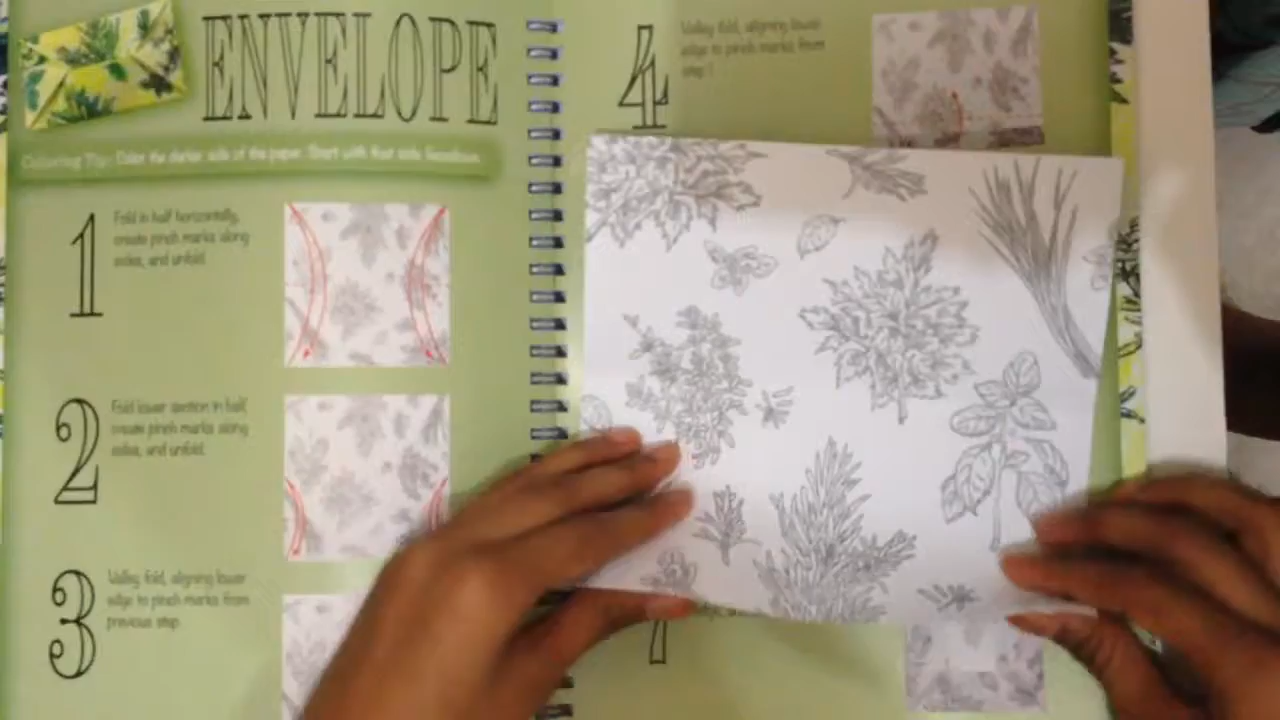 ENVELOPE
Colouring Tip: Color the darker side of the paper. Start with that side facedown.
1
Fold in half horizontally,
create pinch marks along
sides, and unfold.
2
Fold lower section in half,
create pinch marks along
sides, and unfold.
3
Valley fold, aligning lower
edge to pinch marks from
previous step.
4
Valley fold, aligning lower
edge to pinch marks from
step 1.